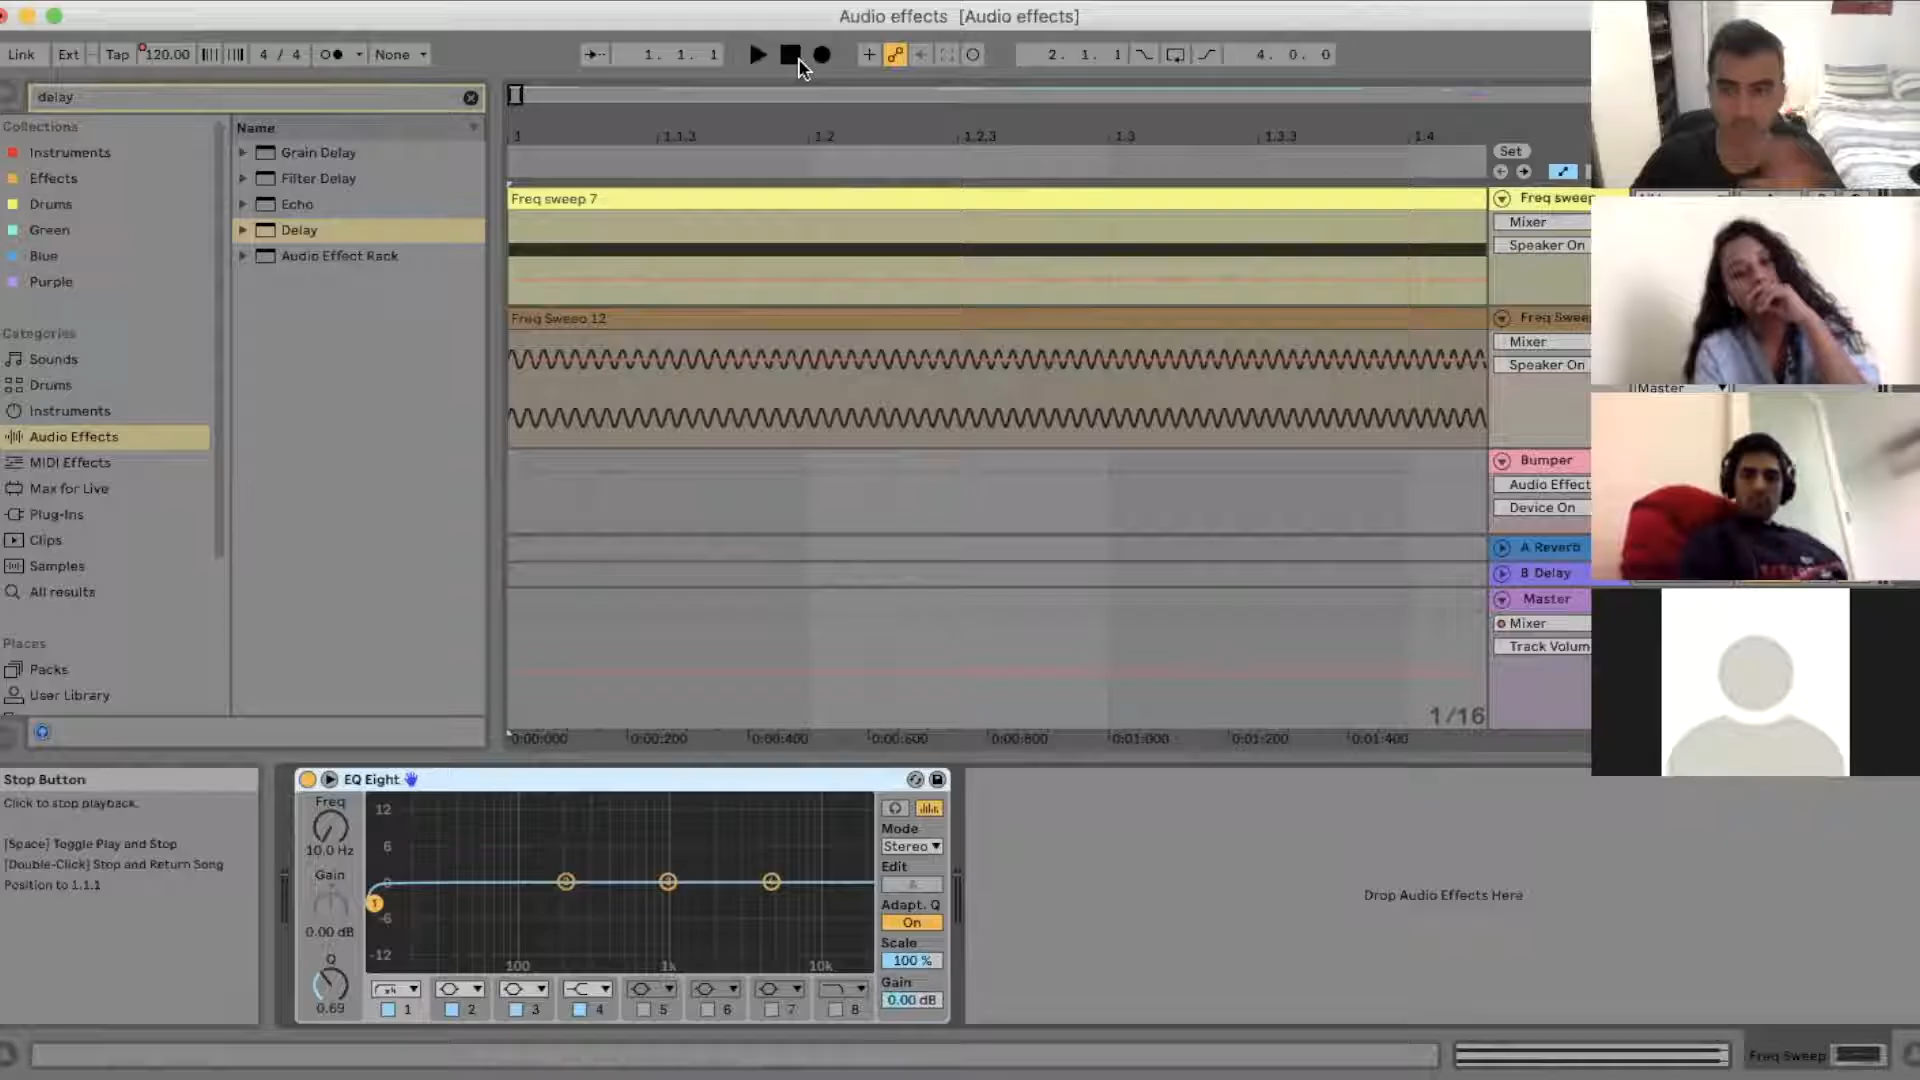 Audio effects [Audio effects]
Link Ext Tap 120.00 4 / 4 None 1. 1. 1 2. 1. 1 4. 0. 0
delay
Collections
Instruments
Effects
Drums
Green
Blue
Purple
Categories
Sounds
Drums
Instruments
Audio Effects
MIDI Effects
Max for Live
Plug-Ins
Clips
Samples
All results
Places
Packs
User Library
Name
Grain Delay
Filter Delay
Echo
Delay
Audio Effect Rack
1 1.1.3 1.2 1.2.3 1.3 1.3.3 1.4
Set
Freq sweep 7
Freq sweep
Mixer
Speaker On
Freq Sweep 12
Freq Swee
Mixer
Speaker On
Master
Bumper
Audio Effect
Device On
A Reverb
B Delay
Master
Mixer
Track Volum
1/16
0:00:000 0:00:200 0:00:400 0:00:600 0:00:800 0:01:000 0:01:200 0:01:400
Stop Button
Click to stop playback.
[Space] Toggle Play and Stop
[Double-Click] Stop and Return Song
Position to 1.1.1
EQ Eight
Freq
10.0 Hz
Gain
0.00 dB
Q
0.69
12
6
0
-6
-12
1 2 3 4
100 1k 10k
x4
1 2 3 4 5 6 7 8
Mode
Stereo
Edit
A
Adapt. Q
On
Scale
100 %
Gain
0.00 dB
Drop Audio Effects Here
Freq Sweep